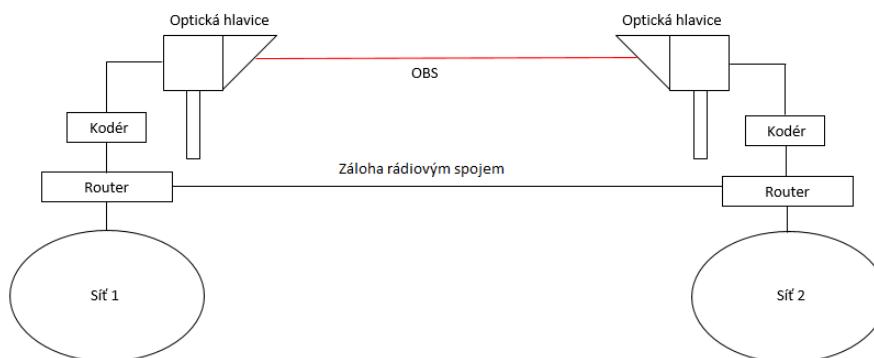 Optická hlavice
Optická hlavice
OBS
Kodér
Kodér
Záloha rádiovým spojem
Router
Router
Síť 1
Síť 2